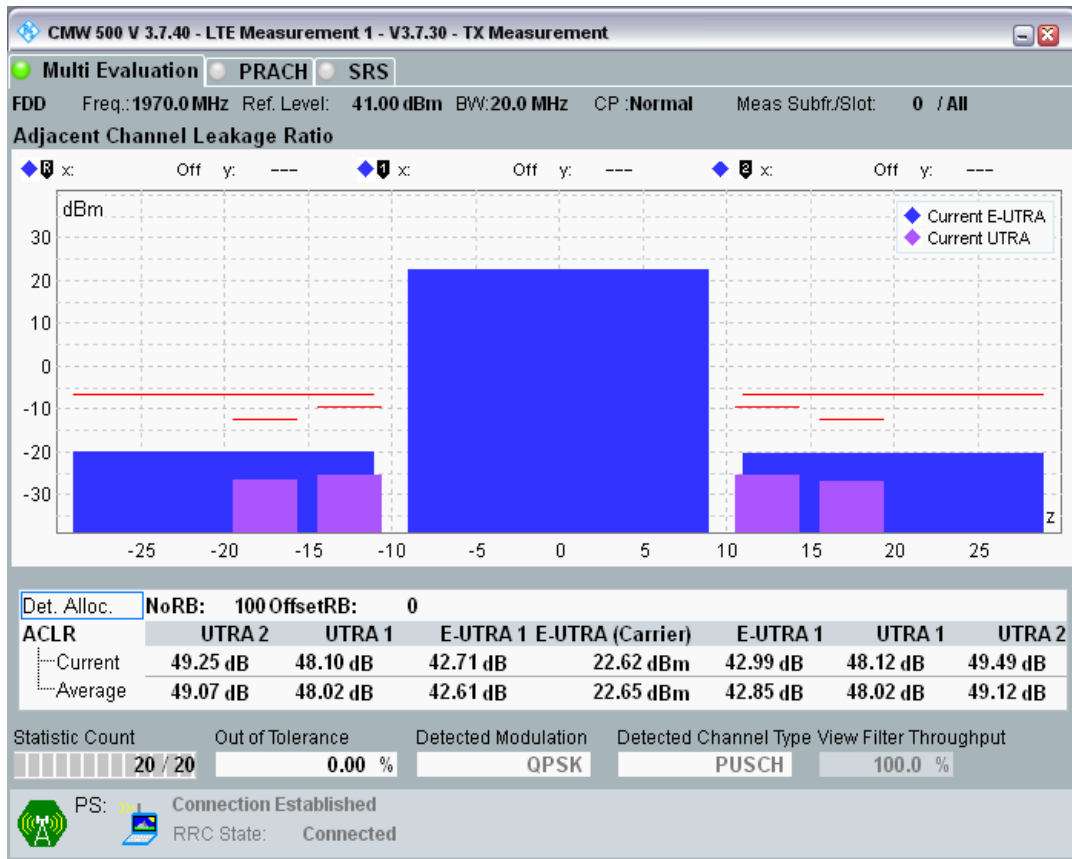 CMW 500 V 3.7.40 - LTE Measurement 1 - V3.7.30 - TX Measurement
Multi Evaluation PRACH SRS
FDD Freq.: 1970.0 MHz Ref. Level: 41.00 dBm BW: 20.0 MHz CP :Normal Meas Subfr./Slot: 0 / All
Adjacent Channel Leakage Ratio
R x: Off y: --- 1 x: Off y: --- 2 x: Off y: ---
dBm
Current E-UTRA
Current UTRA
30
20
10
0
-10
-20
-30
z
-25 -20 -15 -10 -5 0 5 10 15 20 25
Det. Alloc. NoRB: 100 OffsetRB: 0
ACLR UTRA 2 UTRA 1 E-UTRA 1 E-UTRA (Carrier) E-UTRA 1 UTRA 1 UTRA 2
Current 49.25 dB 48.10 dB 42.71 dB 22.62 dBm 42.99 dB 48.12 dB 49.49 dB
Average 49.07 dB 48.02 dB 42.61 dB 22.65 dBm 42.85 dB 48.02 dB 49.12 dB
Statistic Count Out of Tolerance Detected Modulation Detected Channel Type View Filter Throughput
20 / 20 0.00 % QPSK PUSCH 100.0 %
PS: Connection Established
RRC State: Connected